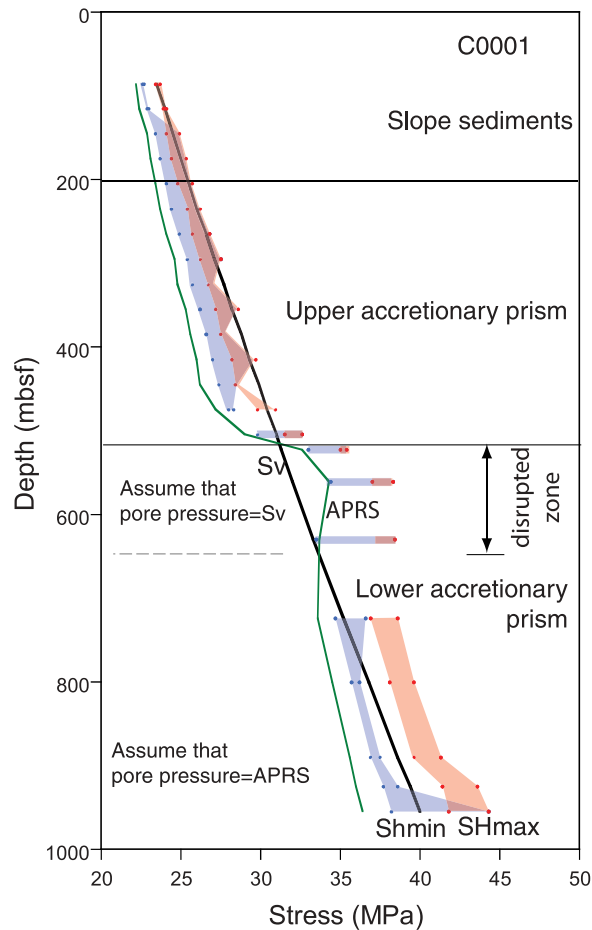 0
C0001
Slope sediments
200
Upper accretionary prism
400
Depth (mbsf)
Sv
Assume that
pore pressure=Sv
APRS
disrupted
zone
600
Lower accretionary
prism
800
Assume that
pore pressure=APRS
Shmin SHmax
1000
20 25 30 35 40 45 50
Stress (MPa)